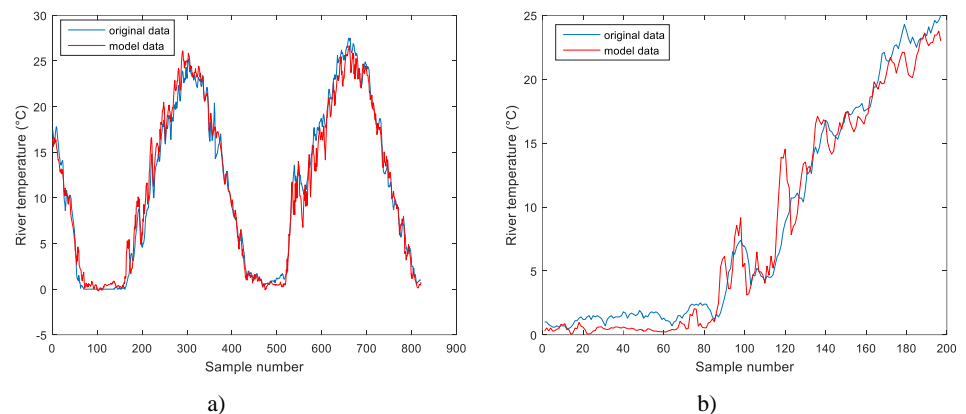 original data
model data
30
25
20
15
10
5
0
-5
River temperature (°C)
0 100 200 300 400 500 600 700 800 900
Sample number
a)
original data
model data
25
20
15
10
5
0
River temperature (°C)
0 20 40 60 80 100 120 140 160 180 200
Sample number
b)